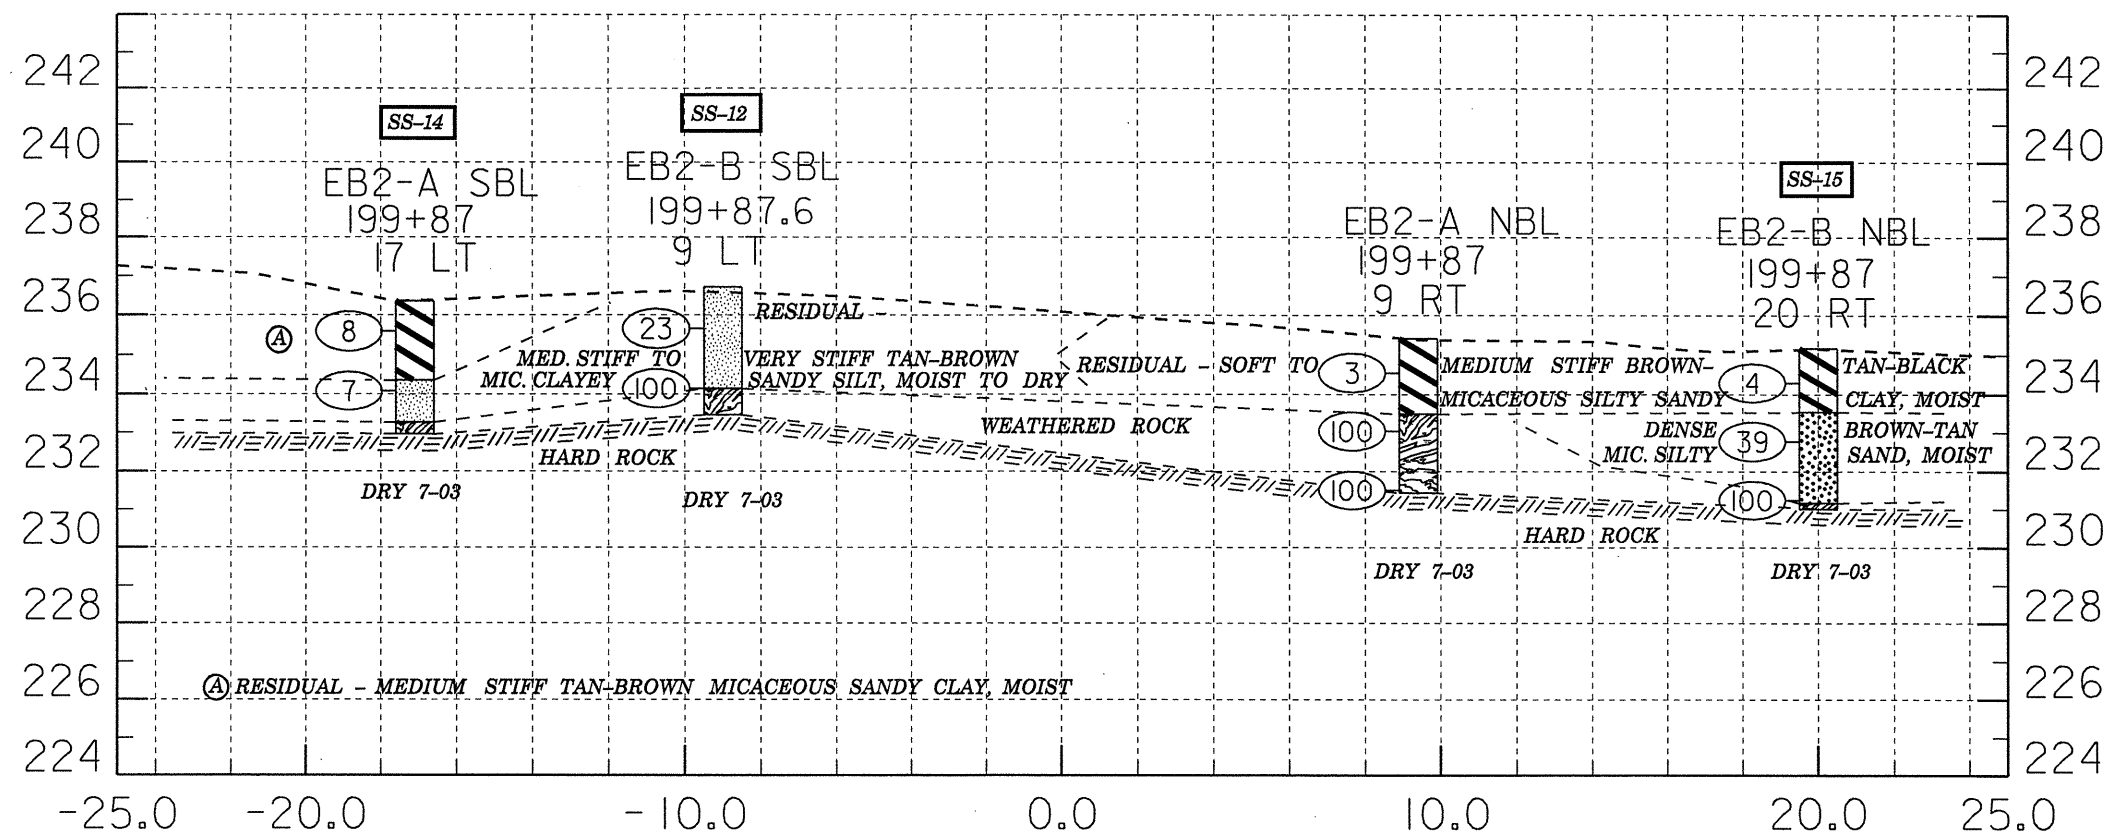 242 242
SS-14 SS-12
240 240
EB2-A SBL EB2-B SBL SS-15
199+87 199+87.6
17 LT 9 LT
238 238
EB2-A NBL EB2-B NBL
199+87 199+87
9 RT 20 RT
236 236
8 23 RESIDUAL -
A
MED. STIFF TO VERY STIFF TAN-BROWN RESIDUAL - SOFT TO 3 MEDIUM STIFF BROWN- 4 TAN-BLACK
234 234
7 MIC. CLAYEY 100 SANDY SILT, MOIST TO DRY MICACEOUS SILTY SANDY CLAY, MOIST
WEATHERED ROCK 100 DENSE 39 BROWN-TAN
232 232
HARD ROCK MIC. SILTY SAND, MOIST
DRY 7-03 DRY 7-03 100 100
230 230
HARD ROCK
DRY 7-03 DRY 7-03
228 228
226 226
A RESIDUAL - MEDIUM STIFF TAN-BROWN MICACEOUS SANDY CLAY, MOIST
224 224
-25.0 -20.0 -10.0 0.0 10.0 20.0 25.0